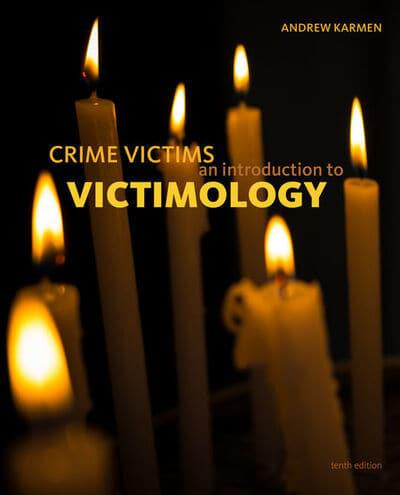 ANDREW KARMEN
CRIME VICTIMS
an introduction to
VICTIMOLOGY
tenth edition